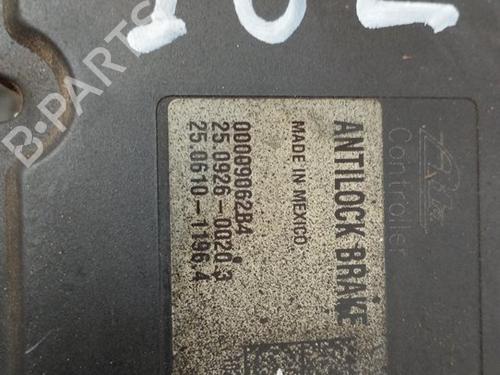 ANTILOCK BRAKE
Controller
MADE IN MEXICO
00009062B4
25.0926-0020.3
25.0610-1196.4
B-PARTS